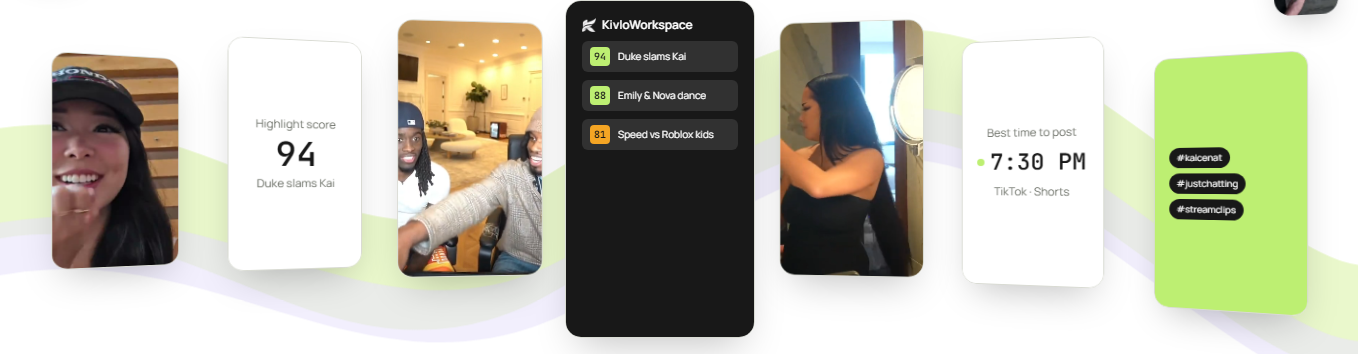 Highlight score
94
Duke slams Kai
KivloWorkspace
94 Duke slams Kai
88 Emily & Nova dance
81 Speed vs Roblox kids
Best time to post
7:30 PM
TikTok · Shorts
#kaicenat
#justchatting
#streamclips